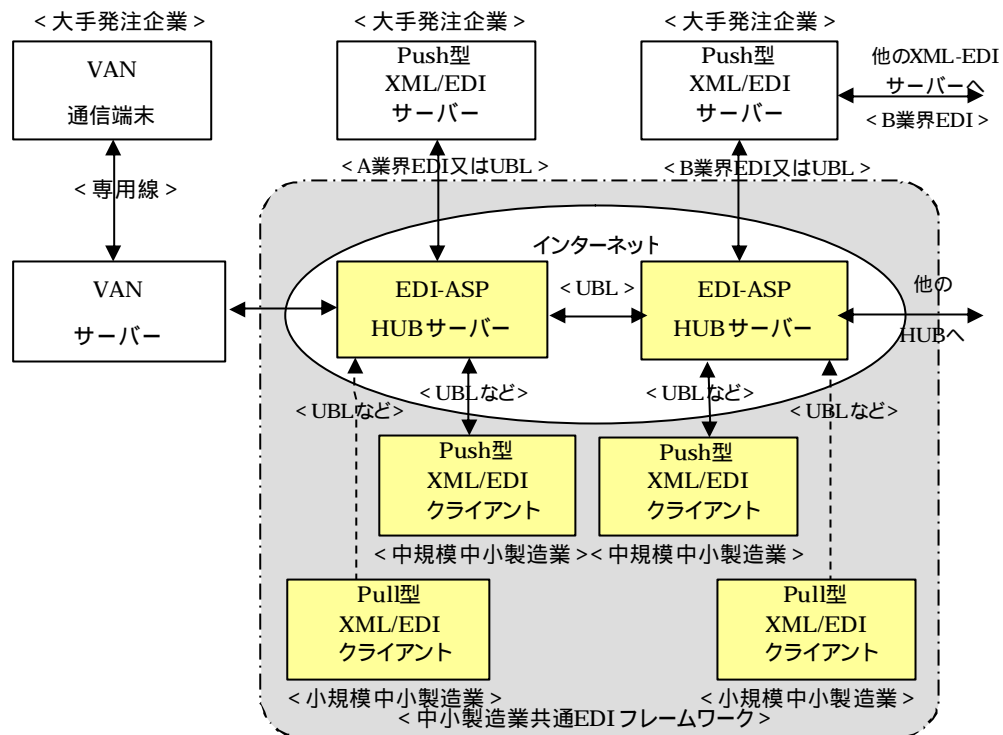 <大手発注企業>
<大手発注企業>
<大手発注企業>
VAN
通信端末
Push型
XML/EDI
サーバー
Push型
XML/EDI
サーバー
他のXML-EDI
サーバーへ
<B業界EDI>
<専用線>
<A業界EDI又はUBL>
<B業界EDI又はUBL>
インターネット
VAN
サーバー
EDI-ASP
HUBサーバー
<UBL>
EDI-ASP
HUBサーバー
他の
HUBへ
<UBLなど>
<UBLなど>
<UBLなど>
<UBLなど>
Push型
XML/EDI
クライアント
Push型
XML/EDI
クライアント
<中規模中小製造業>
<中規模中小製造業>
Pull型
XML/EDI
クライアント
Pull型
XML/EDI
クライアント
<小規模中小製造業>
<小規模中小製造業>
<中小製造業共通EDIフレームワーク>